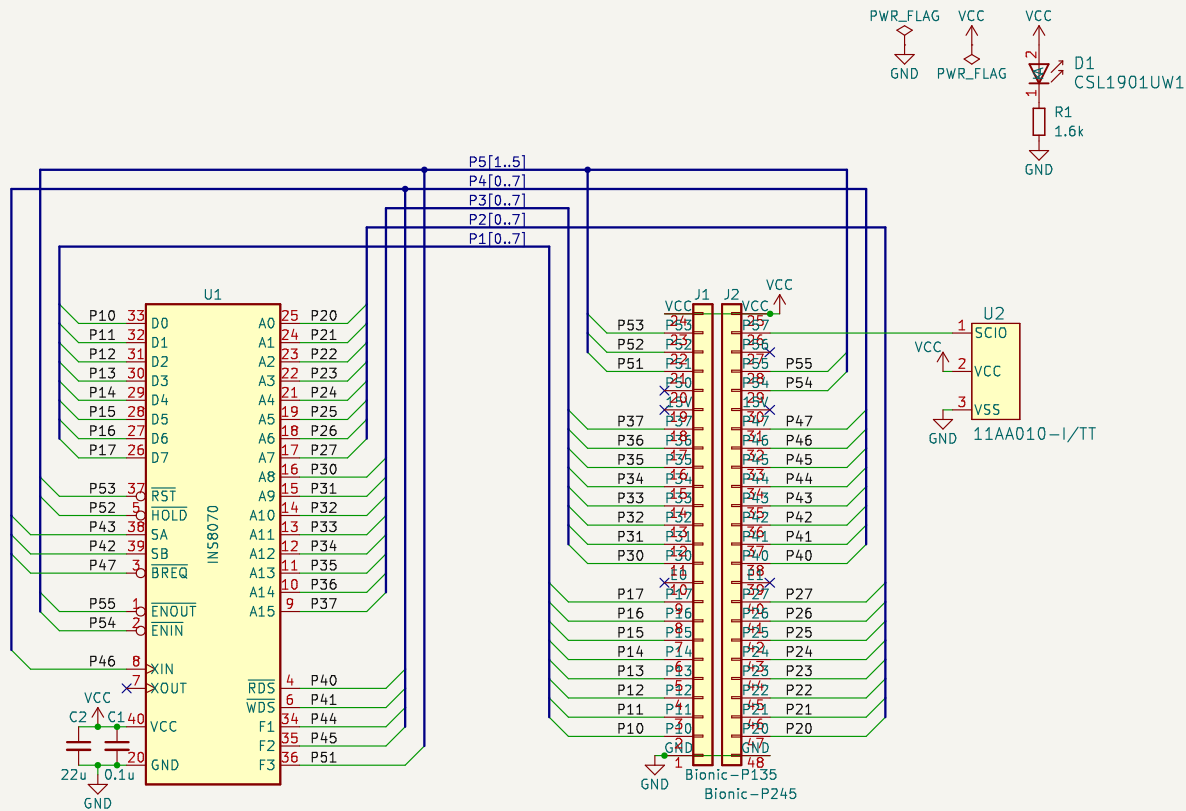 PWR_FLAG VCC VCC
GND PWR_FLAG
2 D1
CSL1901UW1
1
R1
1.6k
GND
P5[1..5]
P4[0..7]
P3[0..7]
P2[0..7]
P1[0..7]
U1
INS8070
P10 33 D0
P11 32 D1
P12 31 D2
P13 30 D3
P14 29 D4
P15 28 D5
P16 27 D6
P17 26 D7
P53 37 RST
P52 5 HOLD
P43 38 SA
P42 39 SB
P47 3 BREQ
P55 1 ENOUT
P54 2 ENIN
P46 8 XIN
7 XOUT
40 VCC
20 GND
A0 25 P20
A1 24 P21
A2 23 P22
A3 22 P23
A4 21 P24
A5 19 P25
A6 18 P26
A7 17 P27
A8 16 P30
A9 15 P31
A10 14 P32
A11 13 P33
A12 12 P34
A13 11 P35
A14 10 P36
A15 9 P37
RDS 4 P40
WDS 6 P41
F1 34 P44
F2 35 P45
F3 36 P51
VCC
C2 C1
22u 0.1u
GND
J1 J2
VCC
VCC VCC
P53
P52
P51
P55
P54
15V 15V
P37 P47
P36 P46
P35 P45
P34 P44
P33 P43
P32 P42
P31 P41
P30 P40
E0 E1
P17 P27
P16 P26
P15 P25
P14 P24
P13 P23
P12 P22
P11 P21
P10 P20
GND GND
1 48
GND
Bionic-P135
Bionic-P245
U2
1 SCIO
VCC 2 VCC
3 VSS
GND
11AA010-I/TT